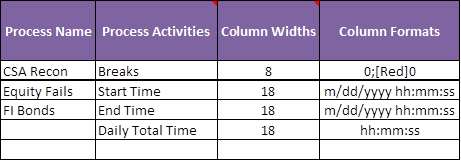 Process Name Process Activities Column Widths Column Formats
CSA Recon Breaks 8 0;[Red]0
Equity Fails Start Time 18 m/dd/yyyy hh:mm:ss
FI Bonds End Time 18 m/dd/yyyy hh:mm:ss
Daily Total Time 18 hh:mm:ss